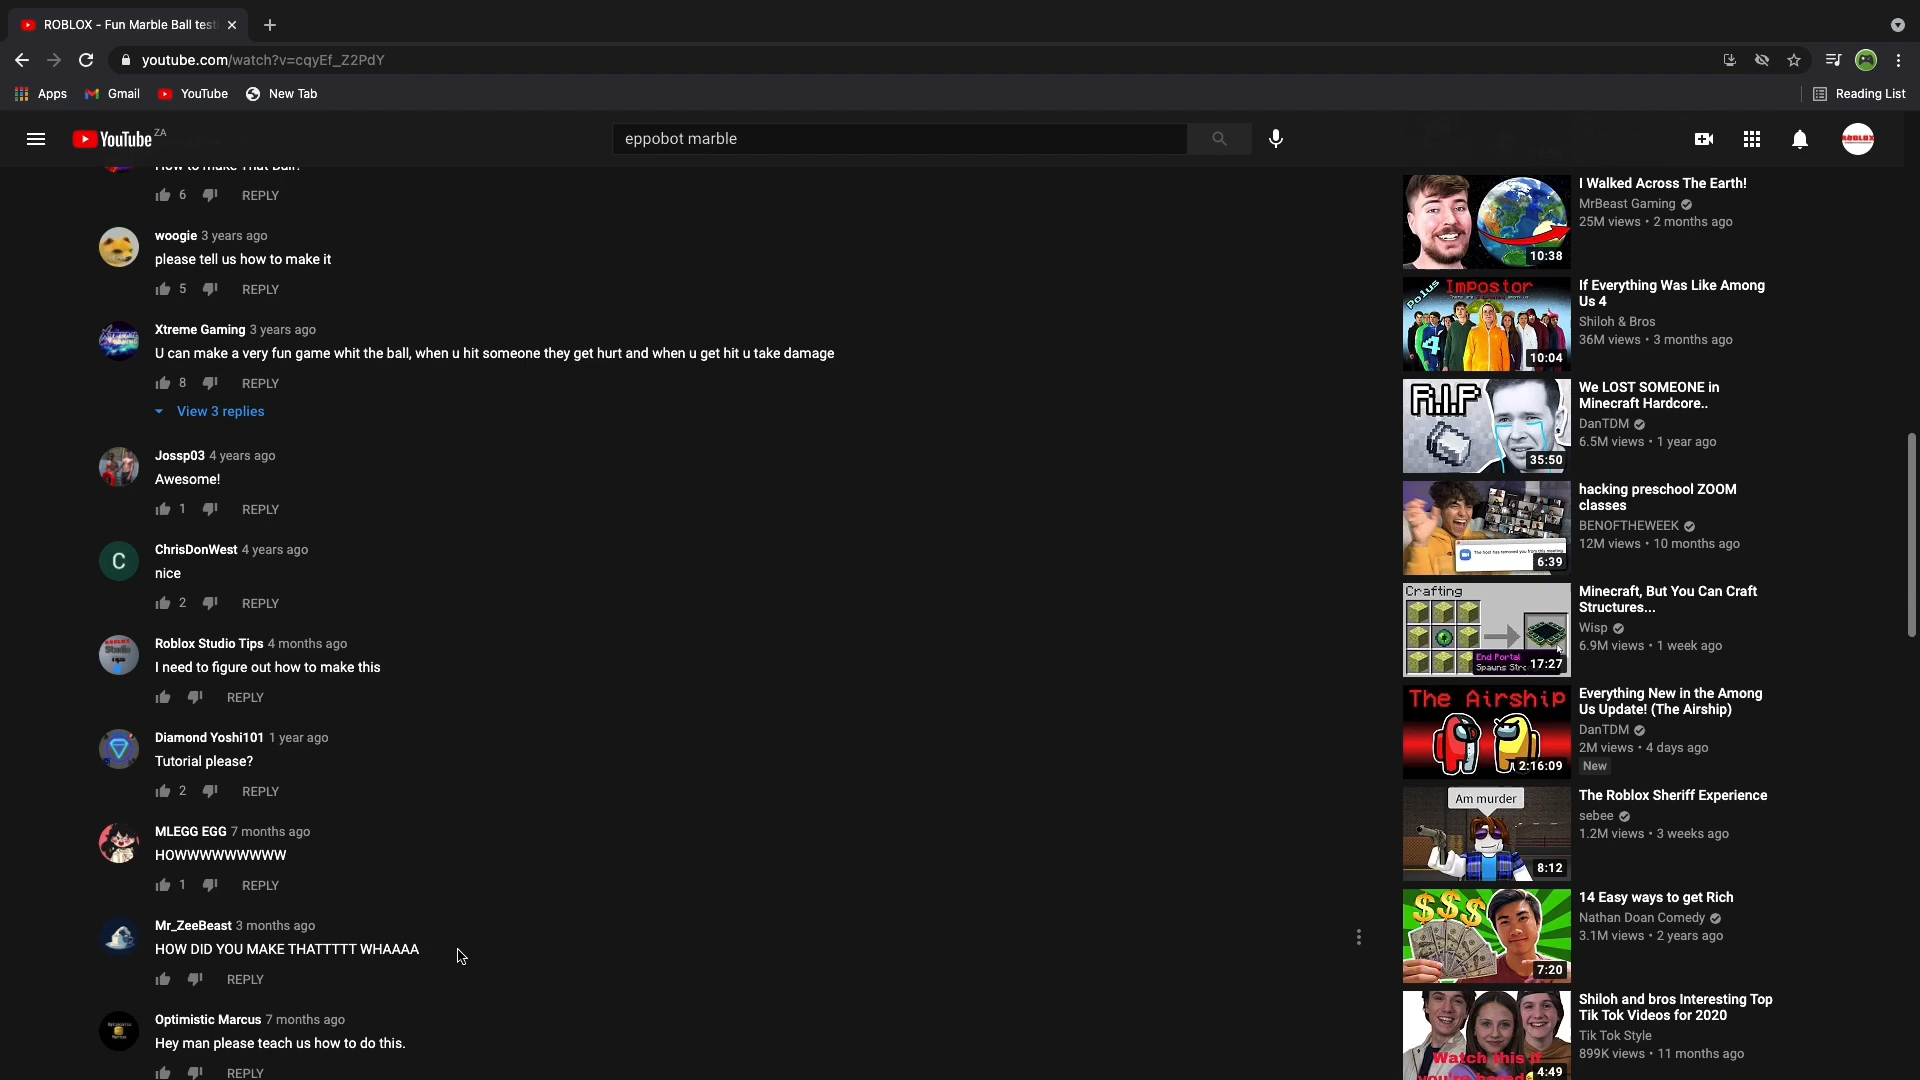 ROBLOX - Fun Marble Ball test
youtube.com/watch?v=cqyEf_Z2PdY
Apps
Gmail
YouTube
New Tab
Reading List
YouTube ZA
eppobot marble
ROBLOX
How to make That Ball?
6 REPLY
woogie 3 years ago
please tell us how to make it
5 REPLY
Xtreme Gaming 3 years ago
U can make a very fun game whit the ball, when u hit someone they get hurt and when u get hit u take damage
8 REPLY
View 3 replies
Jossp03 4 years ago
Awesome!
1 REPLY
C
ChrisDonWest 4 years ago
nice
2 REPLY
Roblox Studio Tips 4 months ago
I need to figure out how to make this
REPLY
Diamond Yoshi101 1 year ago
Tutorial please?
2 REPLY
MLEGG EGG 7 months ago
HOWWWWWWWWW
1 REPLY
Mr_ZeeBeast 3 months ago
HOW DID YOU MAKE THATTTTT WHAAAA
REPLY
Optimistic Marcus 7 months ago
Hey man please teach us how to do this.
REPLY
10:38
I Walked Across The Earth!
MrBeast Gaming
25M views • 2 months ago
Polus
Impostor
4
10:04
If Everything Was Like Among
Us 4
Shiloh & Bros
36M views • 3 months ago
R.I.P
35:50
We LOST SOMEONE in
Minecraft Hardcore..
DanTDM
6.5M views • 1 year ago
The host has removed you from this meeting
6:39
hacking preschool ZOOM
classes
BENOFTHEWEEK
12M views • 10 months ago
Crafting
End Portal
Spawns Stro
17:27
Minecraft, But You Can Craft
Structures...
Wisp
6.9M views • 1 week ago
The Airship
2:16:09
Everything New in the Among
Us Update! (The Airship)
DanTDM
2M views • 4 days ago
New
Am murder
8:12
The Roblox Sheriff Experience
sebee
1.2M views • 3 weeks ago
$$$
7:20
14 Easy ways to get Rich
Nathan Doan Comedy
3.1M views • 2 years ago
Watch this if
you're bored
4:49
Shiloh and bros Interesting Top
Tik Tok Videos for 2020
Tik Tok Style
899K views • 11 months ago